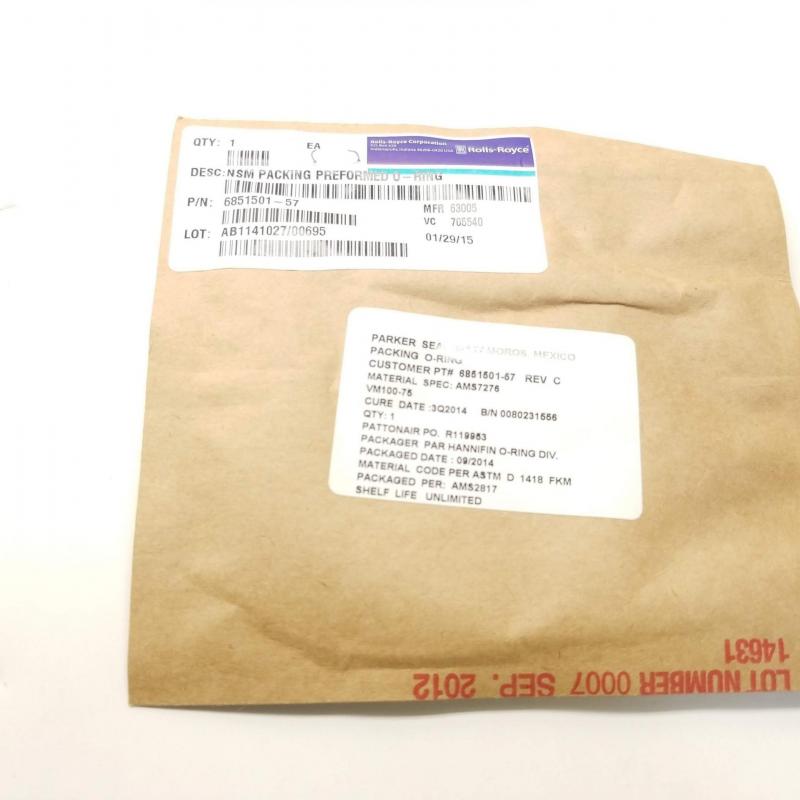 QTY: 1 EA
Rolls-Royce Corporation
Rolls-Royce
DESC: NSM PACKING PREFORMED O-RING
P/N: 6851501-57
MFR 63005
VC 706540
LOT: AB1141027/00695
01/29/15
PARKER SEAL MATAMOROS, MEXICO
PACKING O-RING
CUSTOMER PT# 6851501-57 REV C
MATERIAL SPEC: AMS7276
VM100-75
CURE DATE :3Q2014 B/N 0080231556
QTY: 1
PATTONAIR PO. R119953
PACKAGER PAR HANNIFIN O-RING DIV.
PACKAGED DATE : 09/2014
MATERIAL CODE PER ASTM D 1418 FKM
PACKAGED PER: AMS2817
SHELF LIFE UNLIMITED
14631
LOT NUMBER 0007 SEP. 2012